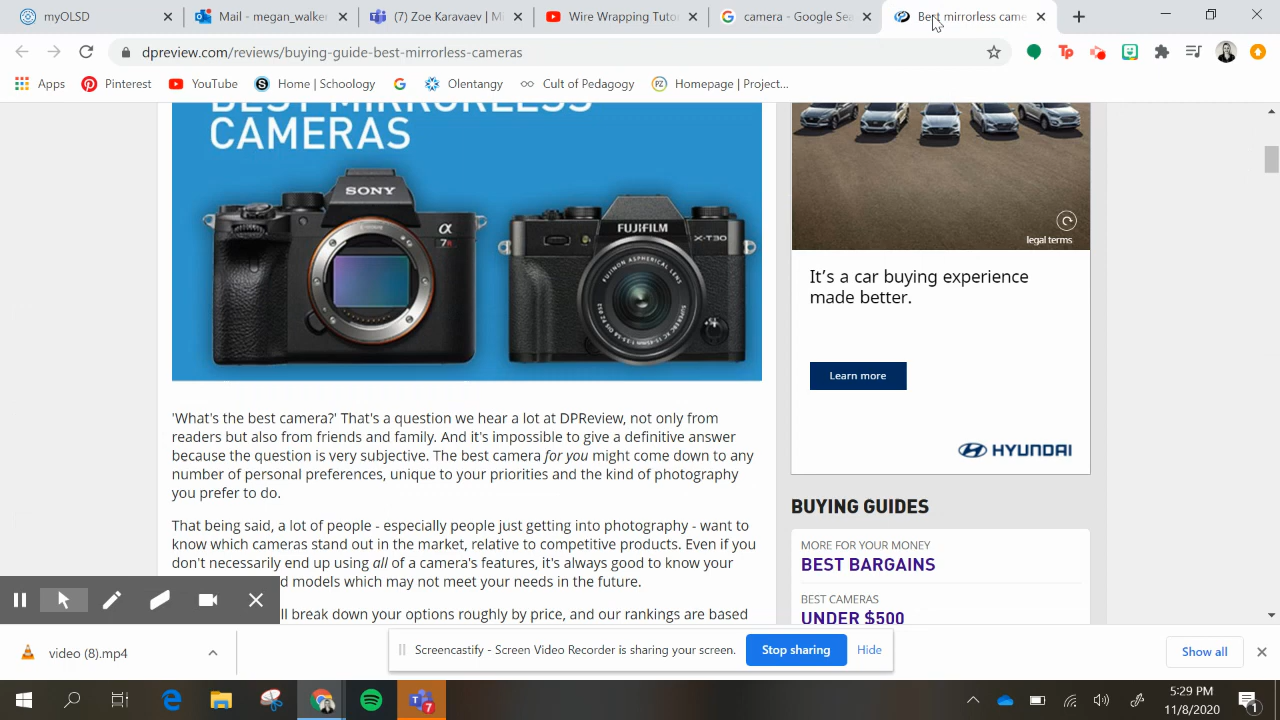 myOLSD
Mail - megan_walker
(7) Zoe Karavaev | M
Wire Wrapping Tutor
camera - Google Sea
Best mirrorless came
dpreview.com/reviews/buying-guide-best-mirrorless-cameras
Apps
Pinterest
YouTube
Home | Schoology
Olentangy
Cult of Pedagogy
Homepage | Project...
BEST MIRRORLESS
CAMERAS
SONY
α
7R
FUJIFILM
X-T30
FUJINON ASPHERICAL LENS
legal terms
It's a car buying experience
made better.
Learn more
HYUNDAI
'What's the best camera?' That's a question we hear a lot at DPReview, not only from
readers but also from friends and family. And it's impossible to give a definitive answer
because the question is very subjective. The best camera for you might come down to any
number of personal preferences, unique to your priorities and the kind of photography
you prefer to do.
That being said, a lot of people - especially people just getting into photography - want to
know which cameras stand out in the market, relative to competitive products. Even if you
don't necessarily end up using all of a camera's features, it's always good to know your
d models which may not meet your needs in the future.
ll break down your options roughly by price, and our rankings are based
BUYING GUIDES
MORE FOR YOUR MONEY
BEST BARGAINS
BEST CAMERAS
UNDER $500
video (8).mp4
Screencastify - Screen Video Recorder is sharing your screen.
Stop sharing
Hide
Show all
7
5:29 PM
11/8/2020
1